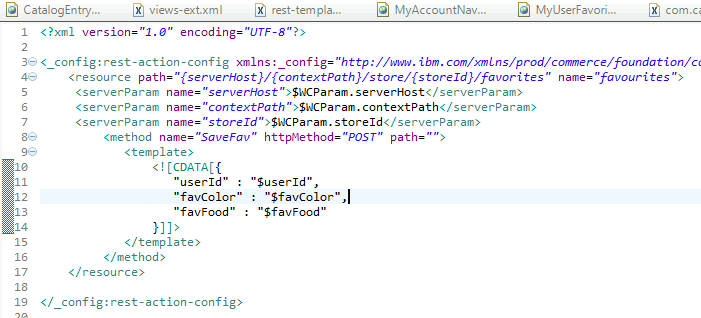 CatalogEntry... views-ext.xml rest-templa... MyAccountNav... MyUserFavori... com.ca
1 <?xml version="1.0" encoding="UTF-8"?>
2
3 <_config:rest-action-config xmlns:_config="http://www.ibm.com/xmlns/prod/commerce/foundation/co
4 <resource path="{serverHost}/{contextPath}/store/{storeId}/favorites" name="favourites">
5 <serverParam name="serverHost">$WCParam.serverHost</serverParam>
6 <serverParam name="contextPath">$WCParam.contextPath</serverParam>
7 <serverParam name="storeId">$WCParam.storeId</serverParam>
8 <method name="SaveFav" httpMethod="POST" path="">
9 <template>
10 <![CDATA[{
11 "userId" : "$userId",
12 "favColor" : "$favColor",
13 "favFood" : "$favFood"
14 }]]>
15 </template>
16 </method>
17 </resource>
18
19 </_config:rest-action-config>